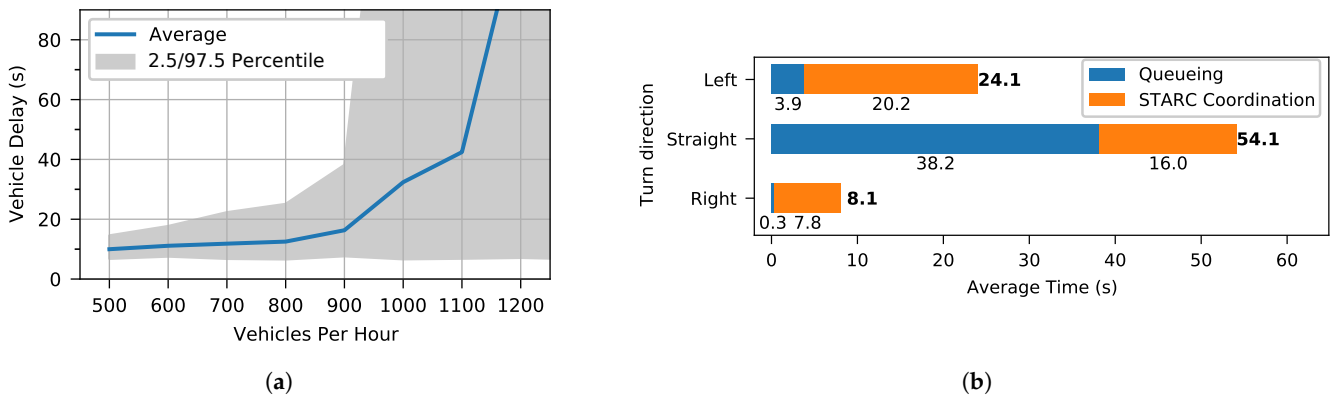 Average
2.5/97.5 Percentile
80
60
40
20
0
Vehicle Delay (s)
500 600 700 800 900 1000 1100 1200
Vehicles Per Hour
(a)
Queueing
STARC Coordination
Turn direction
Left
24.1
3.9 20.2
Straight
54.1
38.2 16.0
Right
8.1
0.3 7.8
0 10 20 30 40 50 60
Average Time (s)
(b)